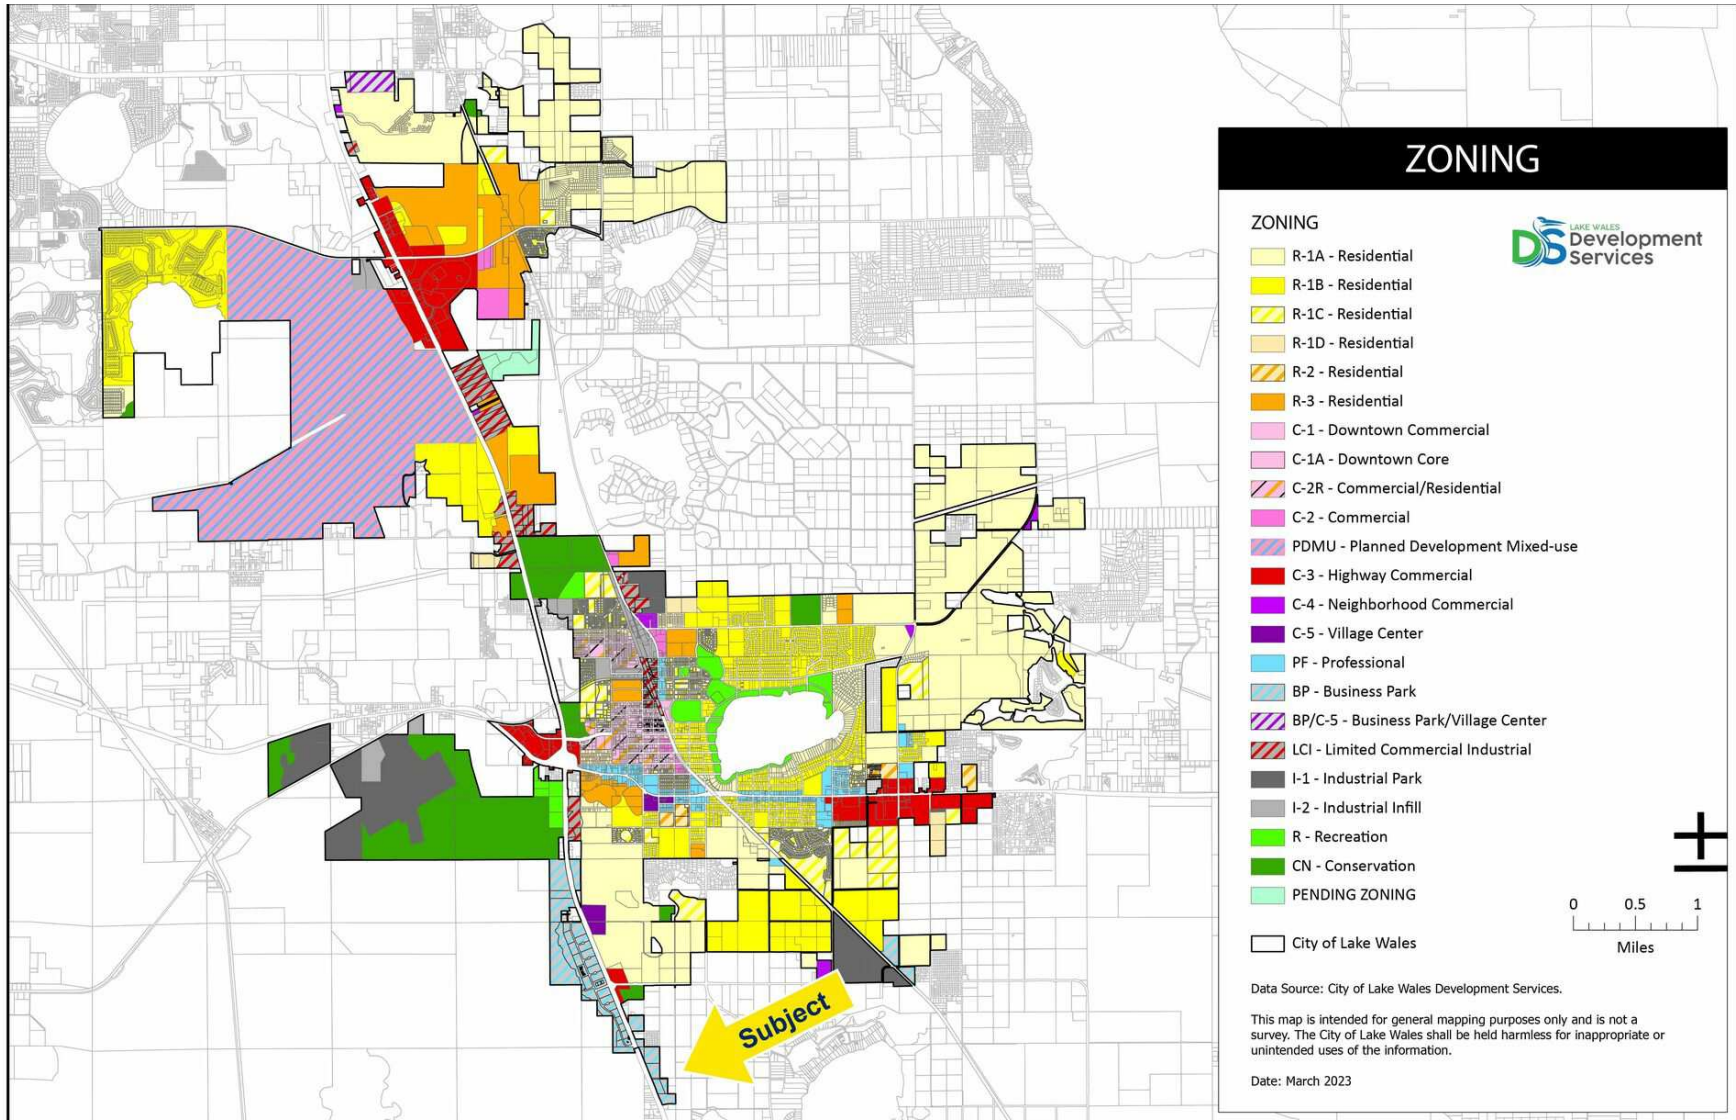 ZONING
ZONING
LAKE WALES
DS Development
Services
R-1A - Residential
R-1B - Residential
R-1C - Residential
R-1D - Residential
R-2 - Residential
R-3 - Residential
C-1 - Downtown Commercial
C-1A - Downtown Core
C-2R - Commercial/Residential
C-2 - Commercial
PDMU - Planned Development Mixed-use
C-3 - Highway Commercial
C-4 - Neighborhood Commercial
C-5 - Village Center
PF - Professional
BP - Business Park
BP/C-5 - Business Park/Village Center
LCI - Limited Commercial Industrial
I-1 - Industrial Park
I-2 - Industrial Infill
R - Recreation
CN - Conservation
PENDING ZONING
City of Lake Wales
0 0.5 1
Miles
Data Source: City of Lake Wales Development Services.
This map is intended for general mapping purposes only and is not a
survey. The City of Lake Wales shall be held harmless for inappropriate or
unintended uses of the information.
Date: March 2023
Subject